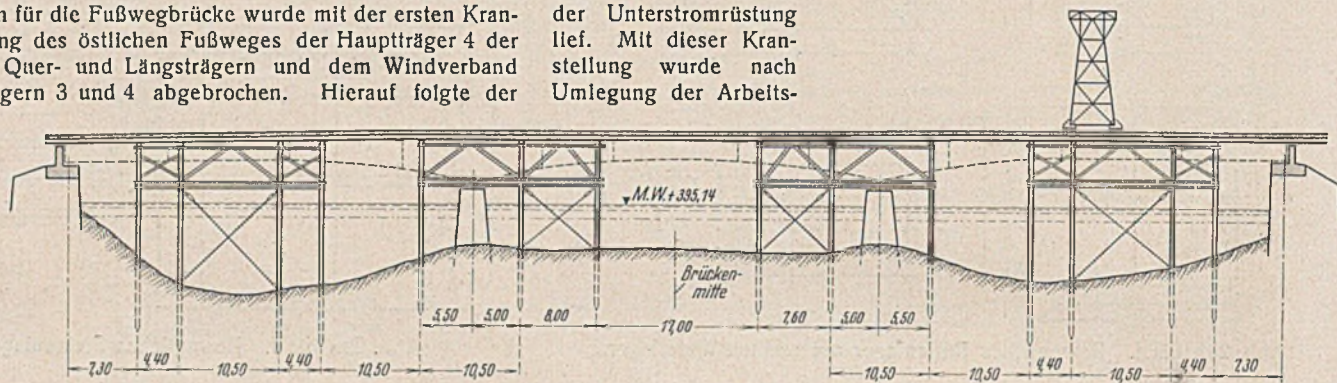 n für die Fußwegbrücke wurde mit der ersten Kran-
ng des östlichen Fußweges der Hauptträger 4 der
Quer- und Längsträgern und dem Windverband
gern 3 und 4 abgebrochen. Hierauf folgte der
der Unterstromrüstung
lief. Mit dieser Kran-
stellung wurde nach
Umlegung der Arbeits-
M.W.+395,14
Brücken-
mitte
5,50 5,00 8,00 17,00 7,60 5,00 5,50
7,30 4,40 10,50 4,40 10,50 10,50 10,50 10,50 4,40 10,50 4,40 7,30